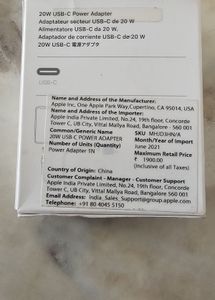 20W USB-C Power Adapter
Adaptateur secteur USB-C de 20 W
Alimentatore USB-C da 20 W
Adaptador de corriente USB-C de 20 W
20W USB-C 電源アダプタ
Name and Address of the Manufacturer:
Apple Inc, One Apple Park Way, Cupertino, CA 95014, USA
Name and Address of the Importer:
Apple India Private Limited, No.24, 19th floor, Concorde
Tower C, UB City, Vittal Mallya Road, Bangalore - 560 001
Common/Generic Name
20W USB C POWER ADAPTER
Number of Units (Quantity)
Power Adapter 1N
SKU MHJD3HN/A
Month/Year of Import
June 2021
Maximum Retail Price
₹ 1900.00
(inclusive of all Taxes)
Country of Origin: China
Customer Complaint - Manager - Customer Support
Apple India Private Limited, No.24, 19th floor, Concorde
Tower C, UB City, Vittal Mallya Road, Bangalore - 560 001
Email: India_Sales_Support@group.apple.com
Telephone: +91 80 4045 5150